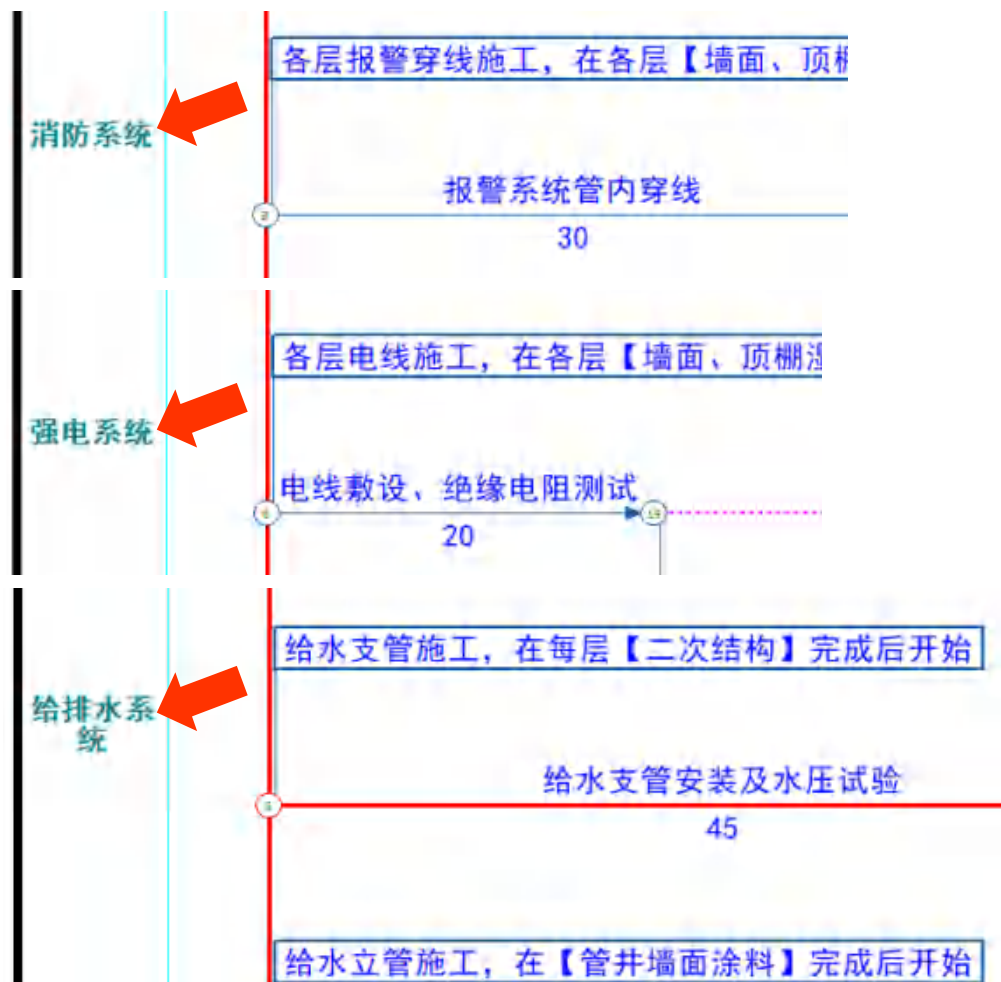 各层报警穿线施工，在各层【墙面、顶
消防系统
报警系统管内穿线
2
30
各层电线施工，在各层【墙面、顶棚
强电系统
电线敷设、绝缘电阻测试
20
给水支管施工，在每层【二次结构】完成后开始
给排水系
统
给水支管安装及水压试验
45
给水立管施工，在【管井墙面涂料】完成后开始